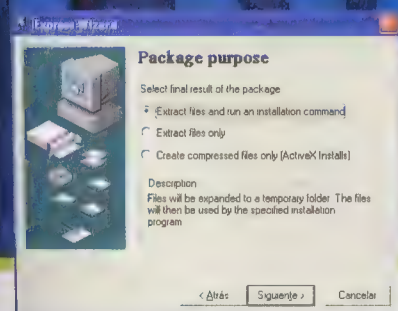 Package purpose
Select final result of the package
Extract files and run an installation command
Extract files only
Create compressed files only (ActiveX Installs)
Description
Files will be expanded to a temporary folder. The files
will then be used by the specified installation
program
< Atrás
Siguiente >
Cancelar